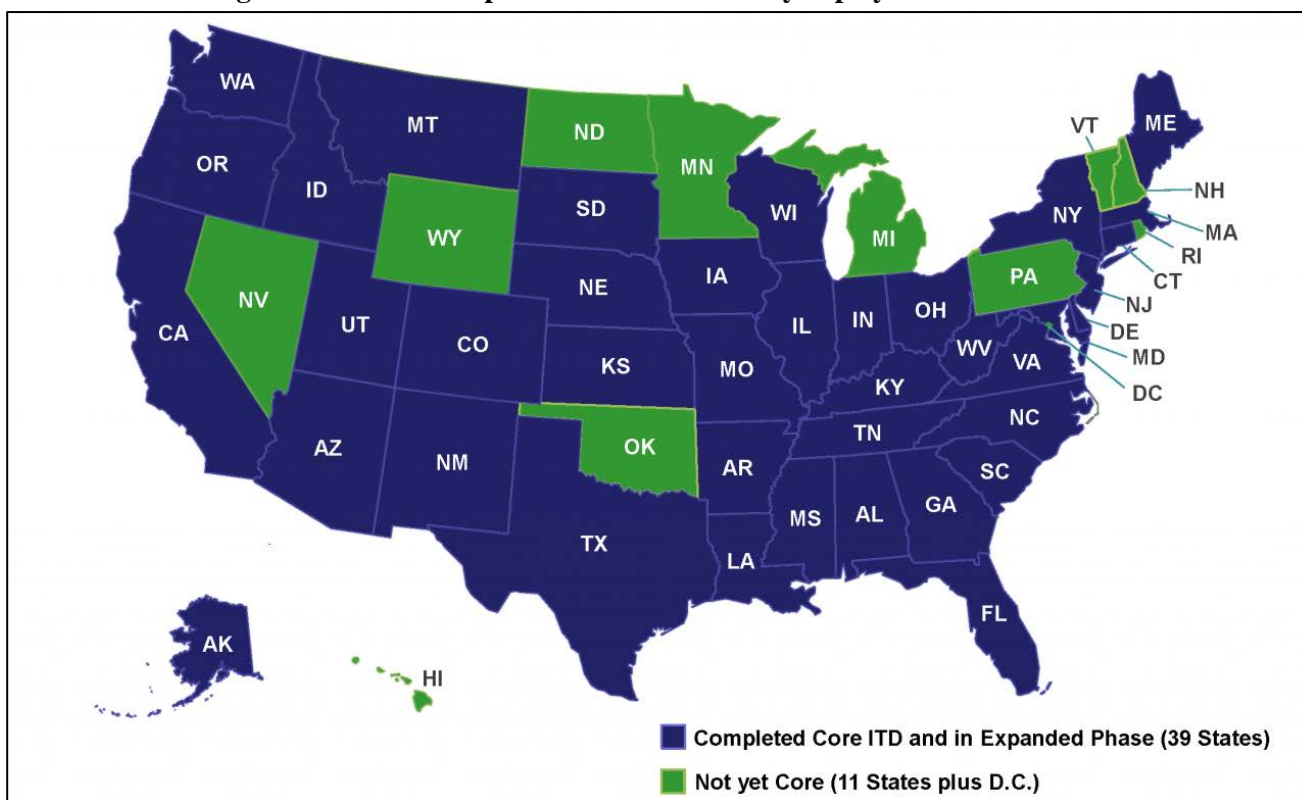 WA
MT
ND
MN
VT
ME
OR
ID
SD
WI
NY
NH
MA
WY
MI
RI
CT
NV
NE
IA
PA
NJ
UT
CO
IL
IN
OH
DE
CA
KS
MO
WV
VA
MD
KY
DC
AZ
NM
OK
AR
TN
NC
SC
TX
MS
AL
GA
LA
FL
AK
HI
Completed Core ITD and in Expanded Phase (39 States)
Not yet Core (11 States plus D.C.)